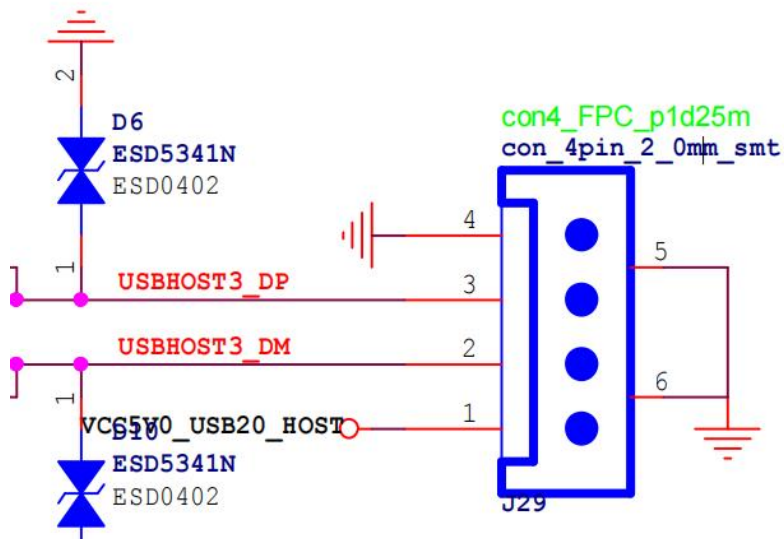 2
D6
ESD5341N
ESD0402
1
con4_FPC_p1d25m
con_4pin_2_0mm_smt
4
5
USBHOST3_DP
3
USBHOST3_DM
2
6
1
VCC5V0_USB20_HOST
1
D10
ESD5341N
ESD0402
J29